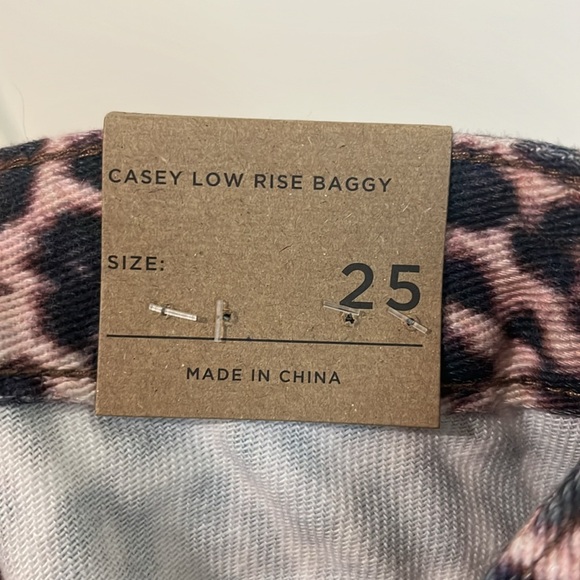 CASEY LOW RISE BAGGY
SIZE: 25
MADE IN CHINA